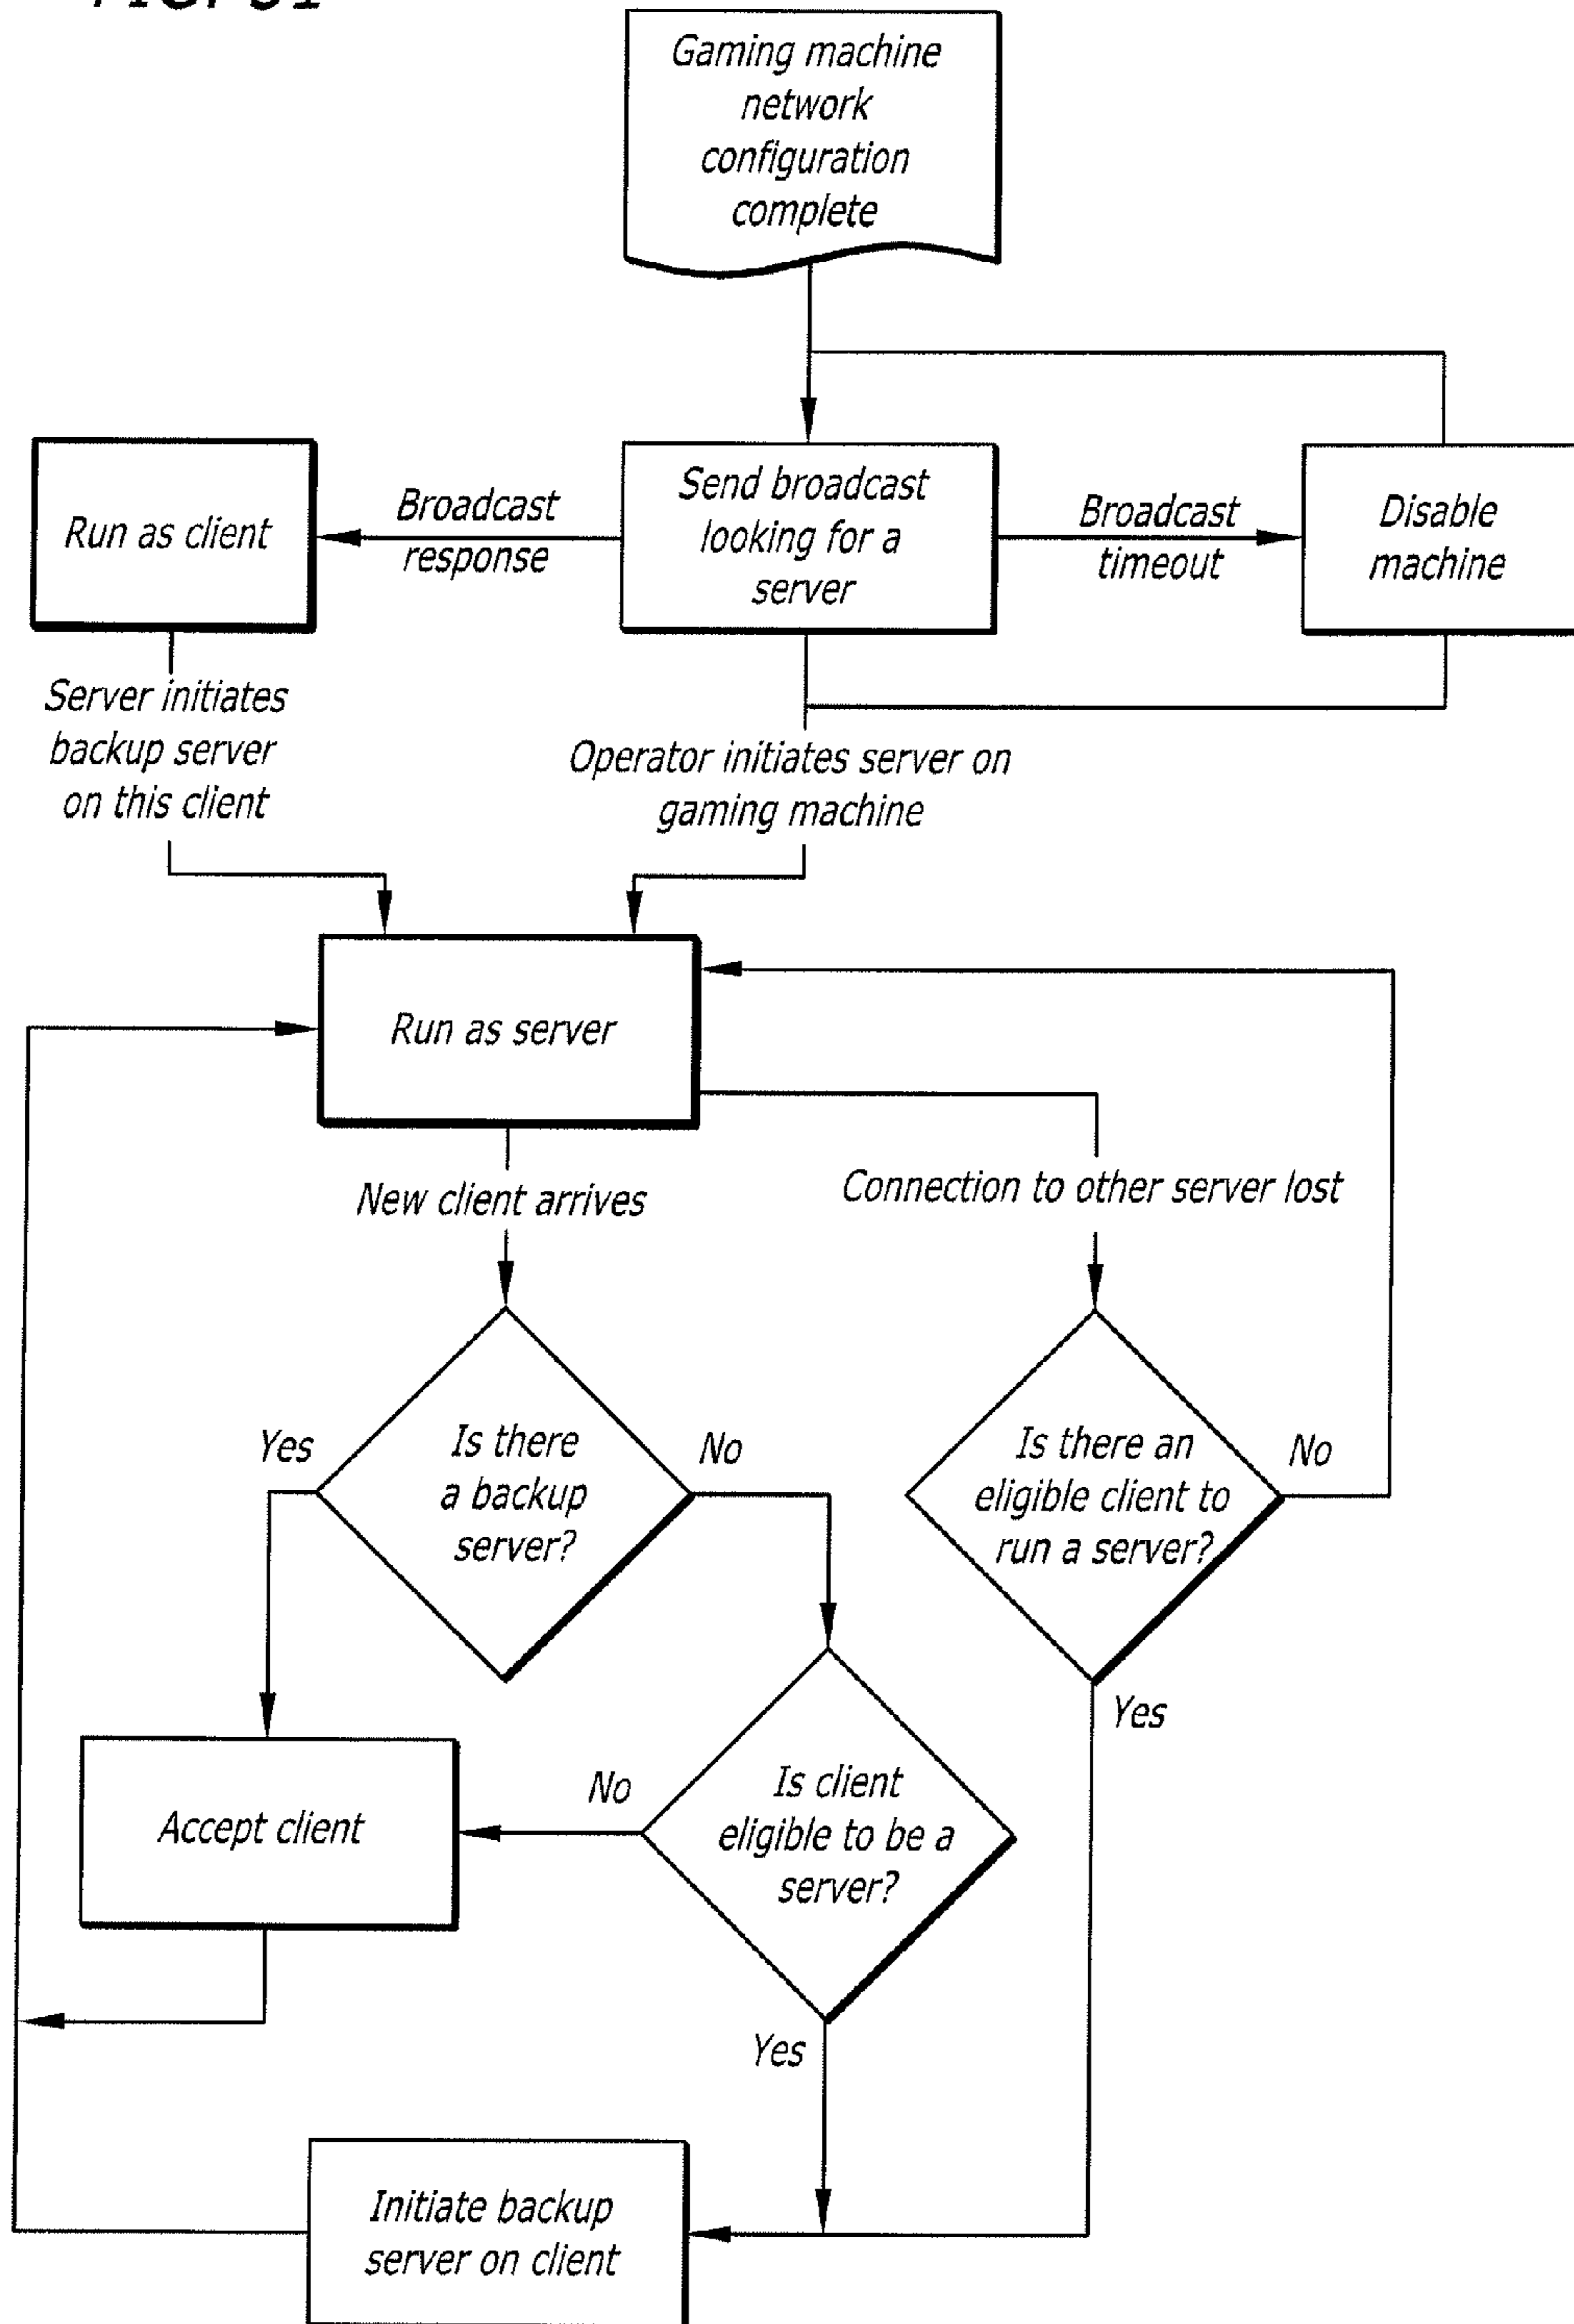 Gaming machine
network
configuration
complete
Run as client
Broadcast
response
Send broadcast
looking for a
server
Broadcast
timeout
Disable
machine
Server initiates
backup server
on this client
Operator initiates server on
gaming machine
Run as server
New client arrives
Connection to other server lost
Yes
Is there
a backup
server?
No
Is there an
eligible client to
run a server?
No
Yes
Accept client
No
Is client
eligible to be a
server?
Yes
Initiate backup
server on client